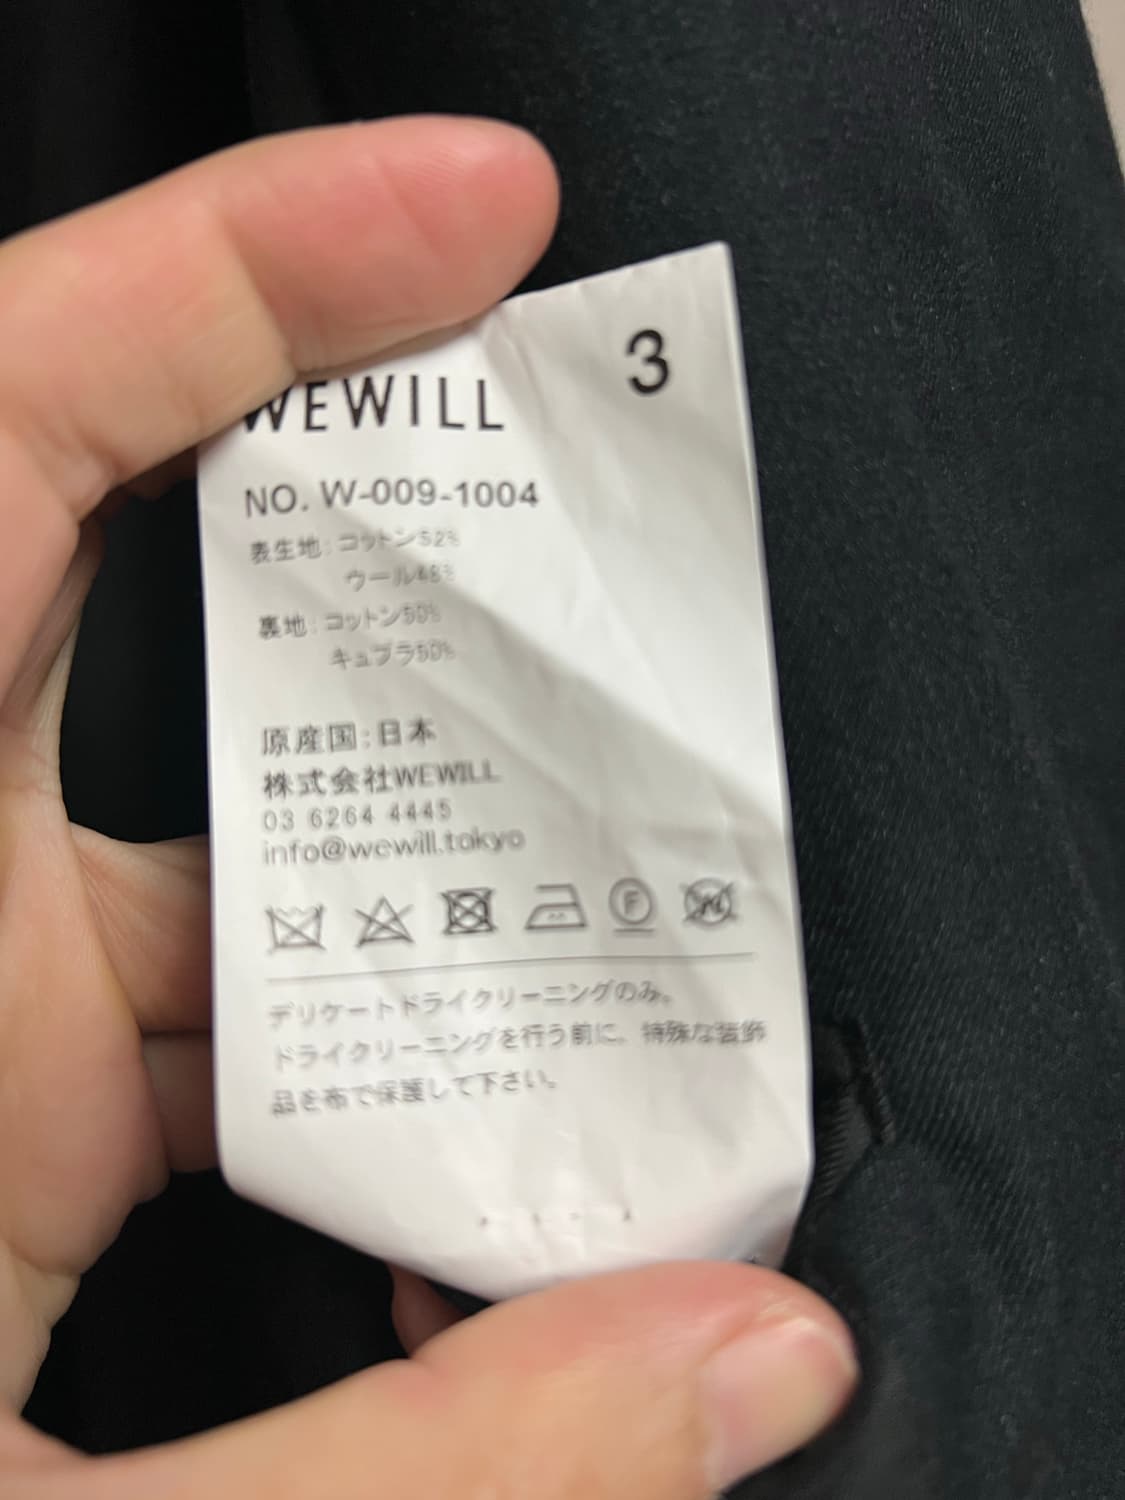 3
WEWILL
NO. W-009-1004
表生地:コットン52%
ウール48%
裏地:コットン50%
キュプラ50%
原産国:日本
株式会社WEWILL
03 6264 4445
info@wewill.tokyo
F
W
デリケートドライクリーニングのみ。
ドライクリーニングを行う前に、特殊な装飾
品を布で保護して下さい。